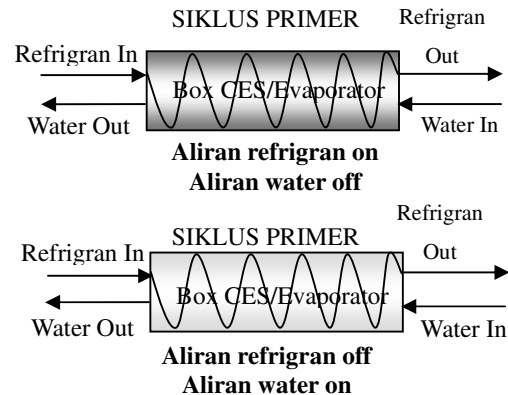 SIKLUS PRIMER
Refrigran
Out
Refrigran In
Box CES/Evaporator
Water Out
Water In
Aliran refrigran on
Aliran water off
Refrigran
Out
SIKLUS PRIMER
Refrigran In
Box CES/Evaporator
Water Out
Water In
Aliran refrigran off
Aliran water on